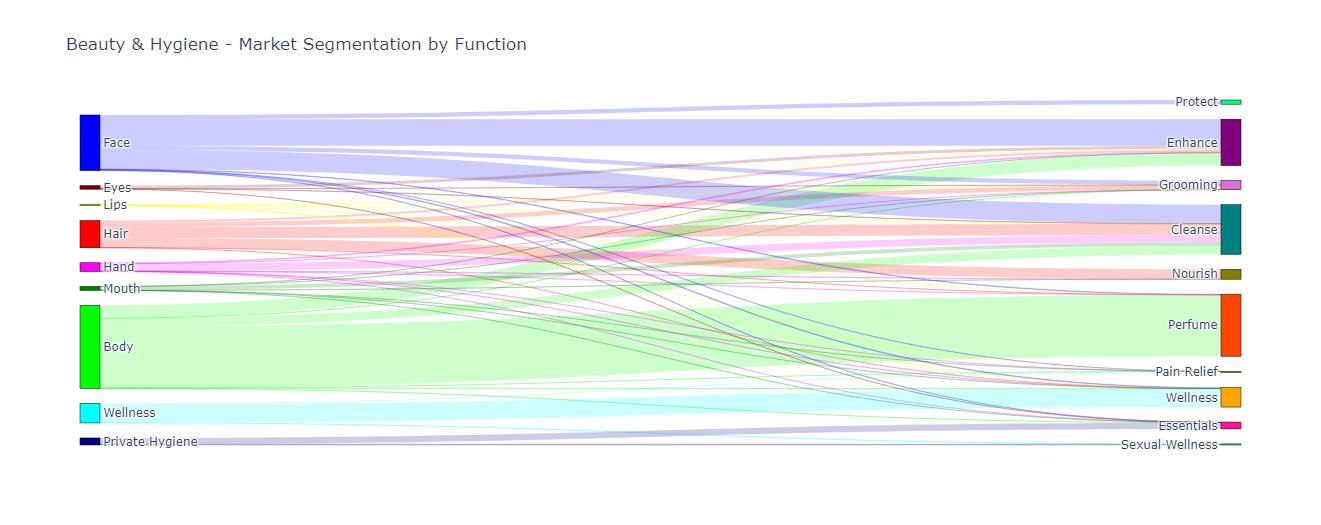 Beauty & Hygiene - Market Segmentation by Function
Face
Eyes
Lips
Hair
Hand
Mouth
Body
Wellness
Private Hygiene
Protect
Enhance
Grooming
Cleanse
Nourish
Perfume
Pain-Relief
Wellness
Essentials
Sexual Wellness